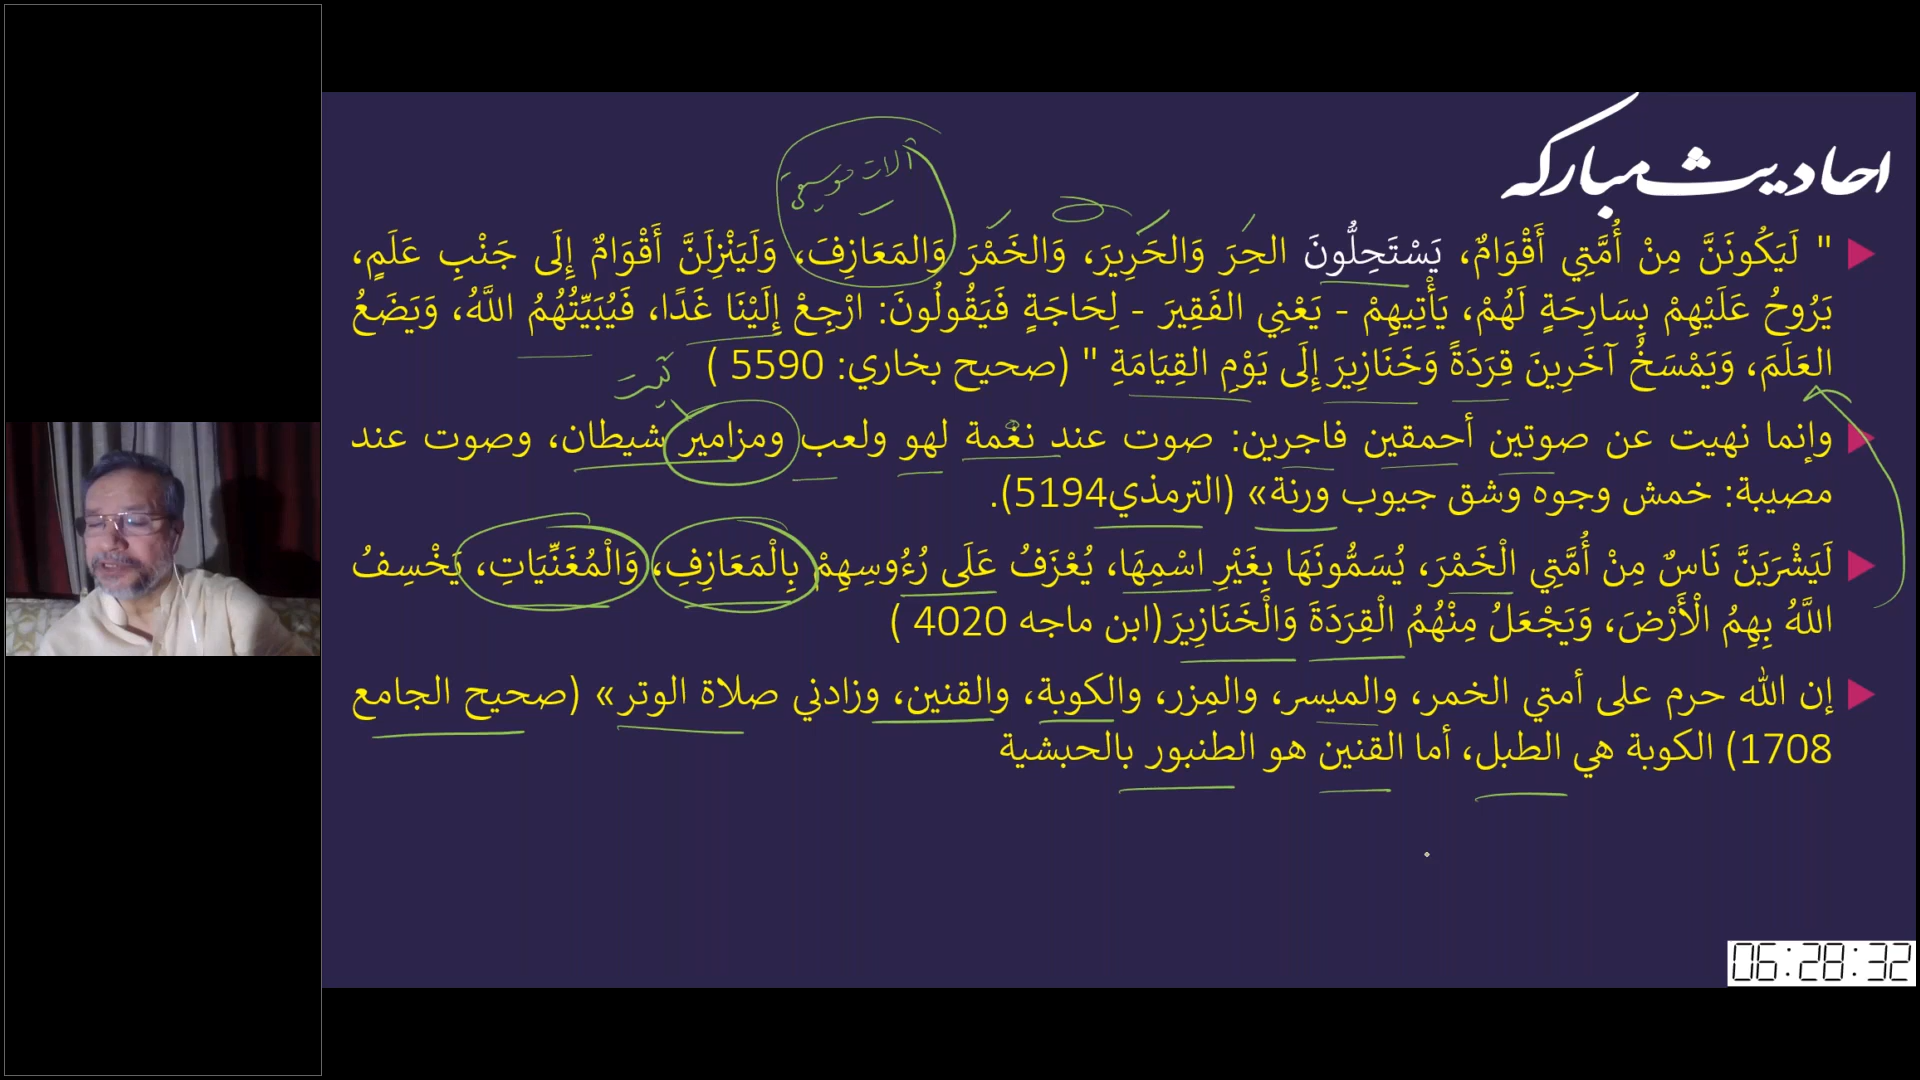 احادیث مبارکہ
آلات موسیقی
" لَيَكُونَنَّ مِنْ أُمَّتِي أَقْوَامٌ، يَسْتَحِلُّونَ الحِرَ وَالحَرِيرَ، وَالخَمْرَ وَالمَعَازِفَ، وَلَيَنْزِلَنَّ أَقْوَامٌ إِلَى جَنْبِ عَلَمٍ،
يَرُوحُ عَلَيْهِمْ بِسَارِحَةٍ لَهُمْ، يَأْتِيهِمْ - يَعْنِي الفَقِيرَ - لِحَاجَةٍ فَيَقُولُونَ: ارْجِعْ إِلَيْنَا غَدًا، فَيُبَيِّتُهُمُ اللَّهُ، وَيَضَعُ
العَلَمَ، وَيَمْسَخُ آخَرِينَ قِرَدَةً وَخَنَازِيرَ إِلَى يَوْمِ القِيَامَةِ " (صحيح بخاري: 5590 )
وإنما نهيت عن صوتين أحمقين فاجرين: صوت عند نغمة لهو ولعب ومزامير شيطان، وصوت عند
مصيبة: خمش وجوه وشق جيوب ورنة» (الترمذي5194).
لَيَشْرَبَنَّ نَاسٌ مِنْ أُمَّتِي الْخَمْرَ، يُسَمُّونَهَا بِغَيْرِ اسْمِهَا، يُعْزَفُ عَلَى رُءُوسِهِمْ بِالْمَعَازِفِ، وَالْمُغَنِّيَاتِ، يَخْسِفُ
اللَّهُ بِهِمُ الْأَرْضَ، وَيَجْعَلُ مِنْهُمُ الْقِرَدَةَ وَالْخَنَازِيرَ(ابن ماجه 4020 )
إن الله حرم على أمتي الخمر، والميسر، والمِزر، والكوبة، والقنين، وزادني صلاة الوتر» (صحيح الجامع
1708) الكوبة هي الطبل، أما القنين هو الطنبور بالحبشية
06:28:32